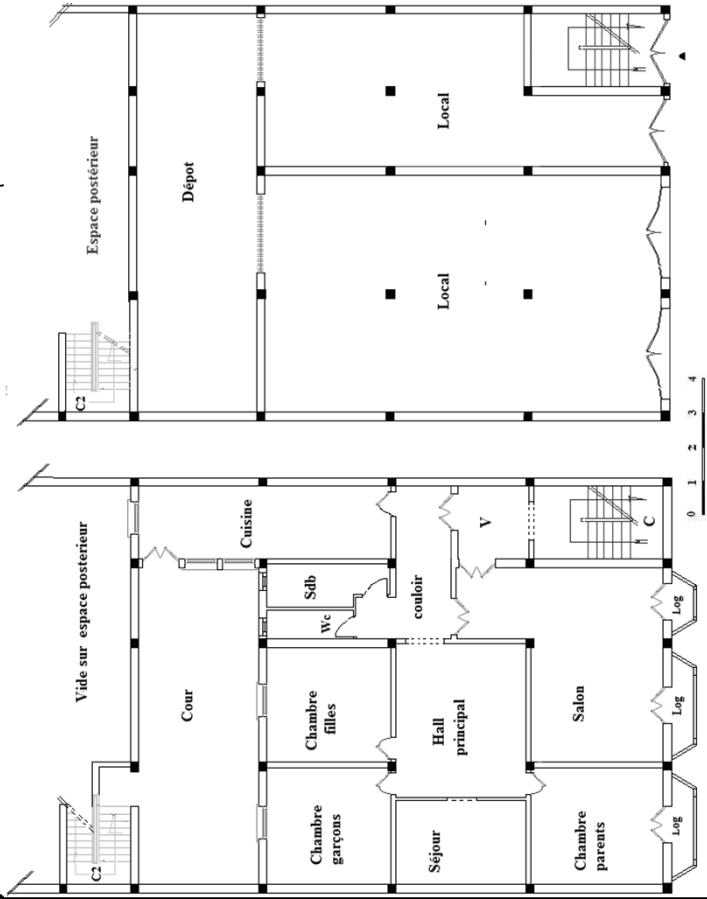 Espace postérieur
Dépot
Local
Local
C2
A
0 1 2 3 4
Vide sur espace posterieur
Cuisine
V
C
Sdb
Wc
couloir
Log
Cour
Chambre
filles
Hall
principal
Salon
Log
C2
Chambre
garçons
Séjour
Chambre
parents
Log